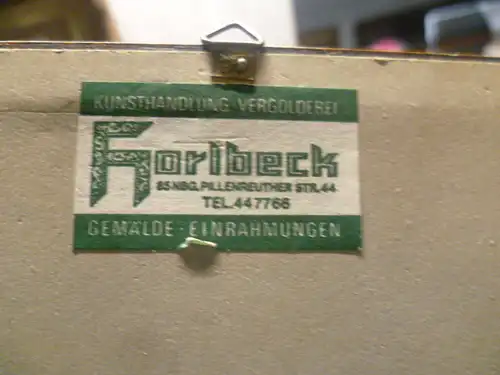 KUNSTHANDLUNG VERGOLDEREI
Horlbeck
85 NBG. PILLENREUTHER STR. 44
TEL. 447766
GEMÄLDE · EINRAHMUNGEN